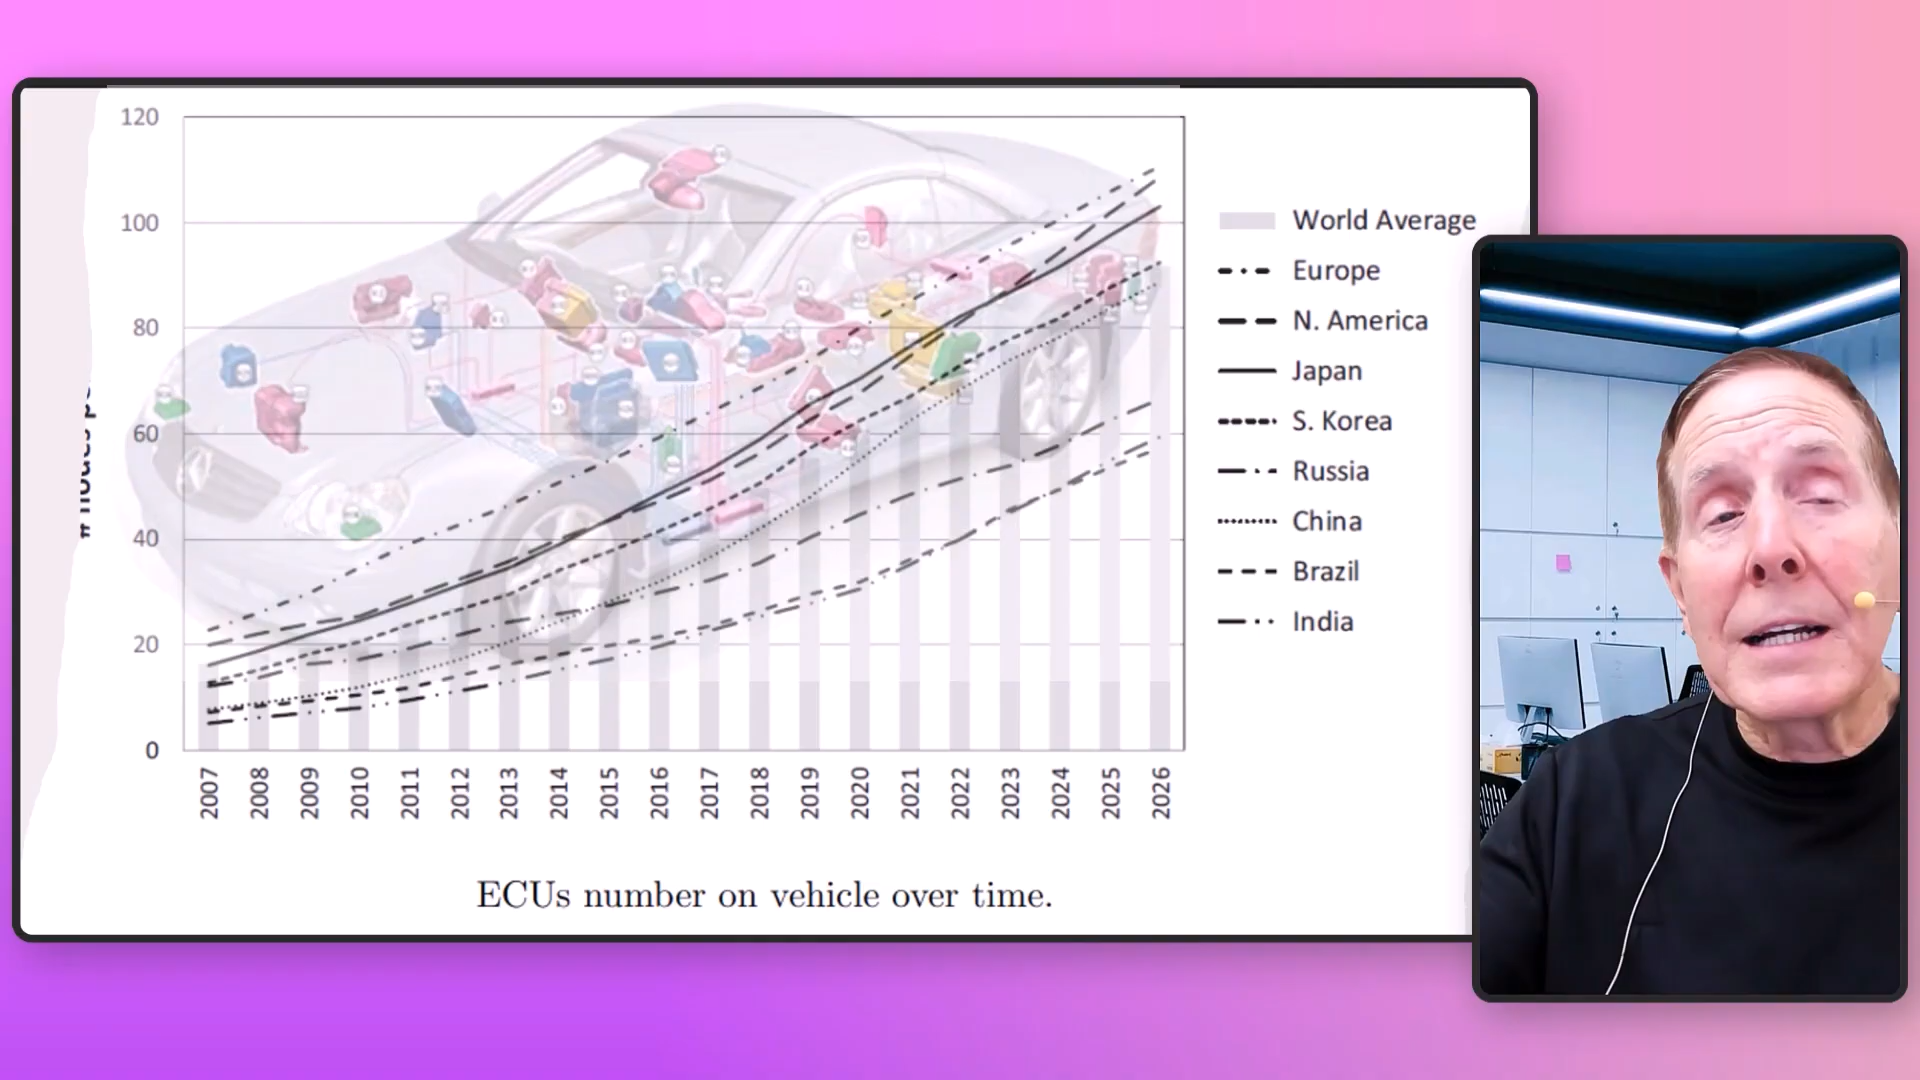 120
100
80
60
40
20
0
2007
2008
2009
2010
2011
2012
2013
2014
2015
2016
2017
2018
2019
2020
2021
2022
2023
2024
2025
2026
World Average
Europe
N. America
Japan
S. Korea
Russia
China
Brazil
India
ECUs number on vehicle over time.